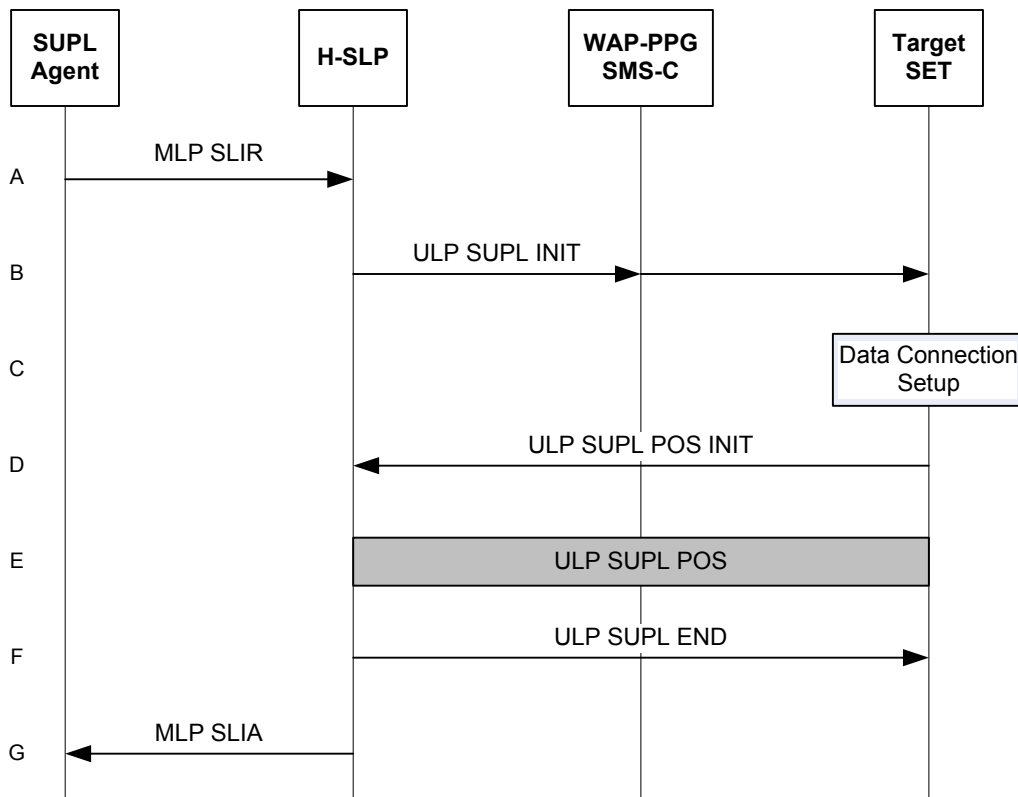 SUPL
Agent
H-SLP
WAP-PPG
SMS-C
Target
SET
A
MLP SLIR
B
ULP SUPL INIT
C
Data Connection
Setup
D
ULP SUPL POS INIT
E
ULP SUPL POS
F
ULP SUPL END
G
MLP SLIA